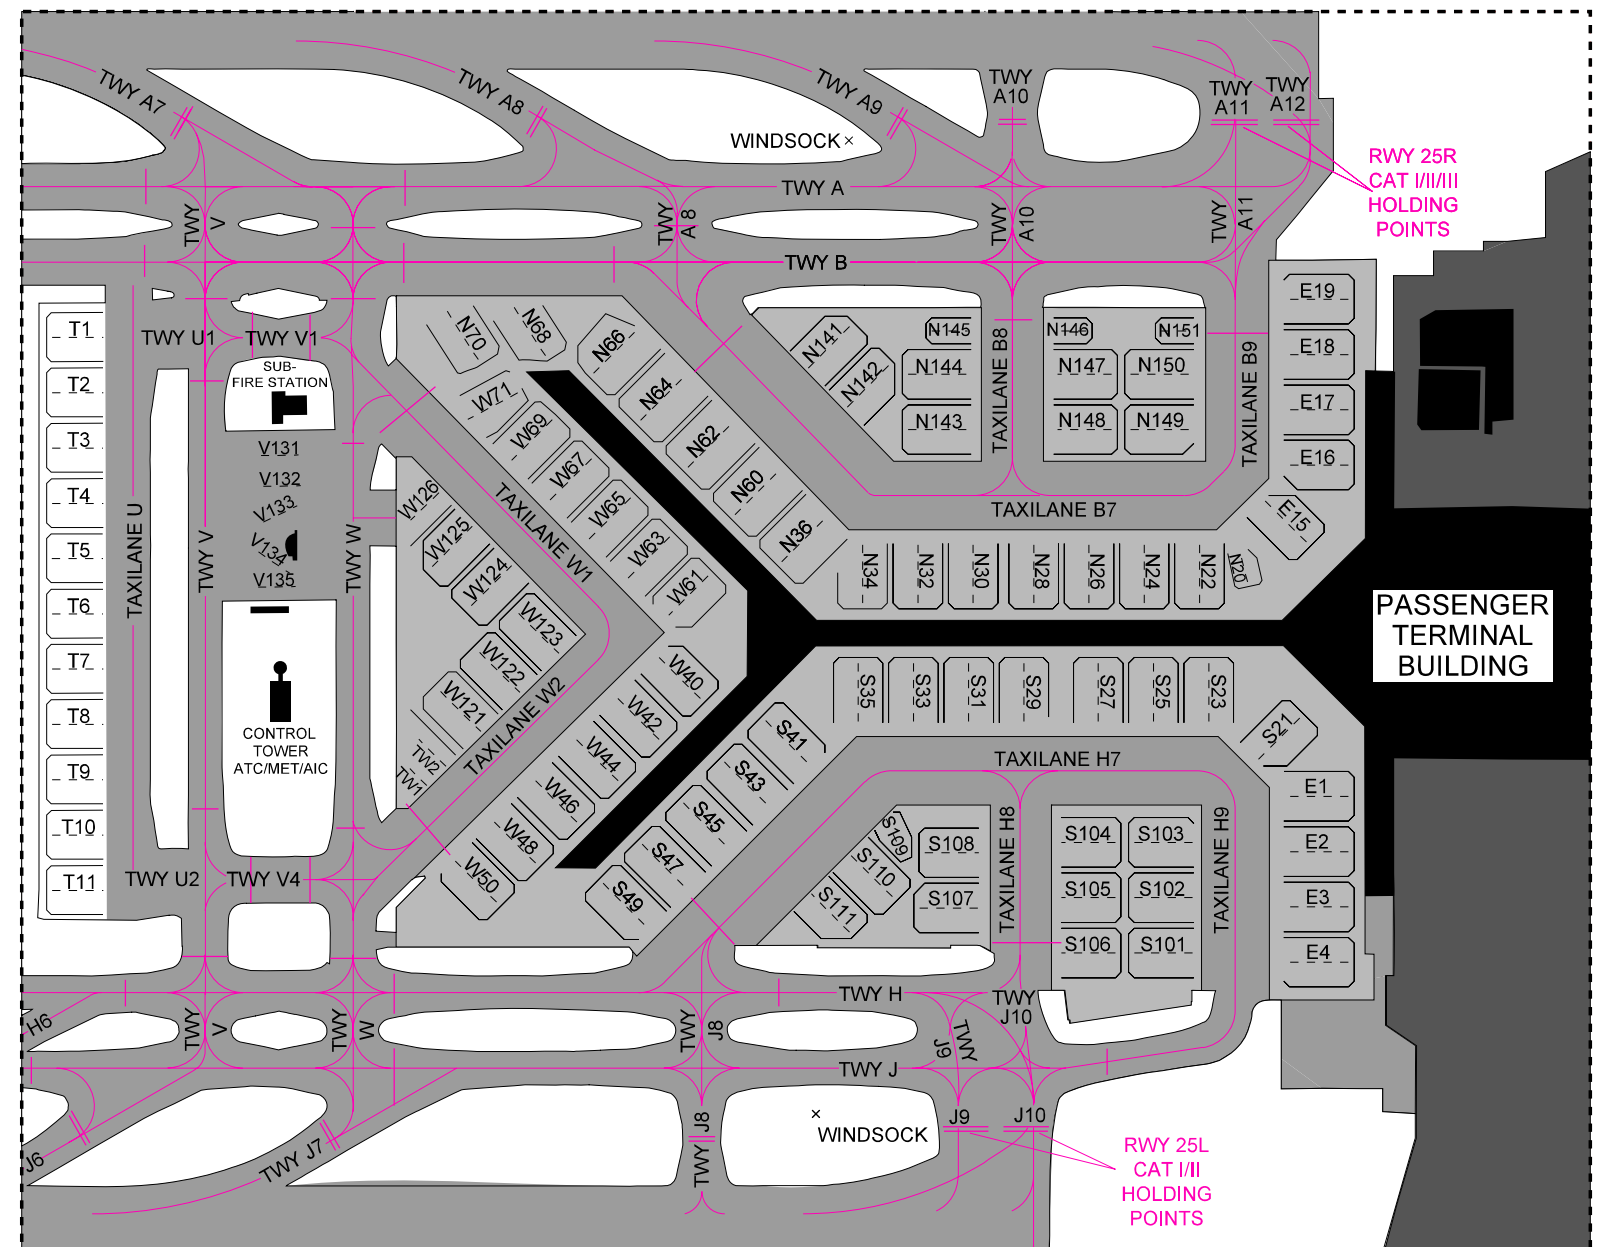 TWY A7
TWY A8
TWY A9
TWY
A10
TWY
A11
TWY
A12
WINDSOCK
RWY 25R
CAT I/II/III
HOLDING
POINTS
TWY A
TWY
V
TWY
A8
TWY
A10
TWY
A11
TWY B
E19
E18
E17
E16
E15
T1
T2
T3
T4
T5
T6
T7
T8
T9
T10
T11
TWY U1
TWY V1
SUB-
FIRE STATION
V131
V132
V133
V134
V135
TAXILANE U
TWY V
TWY W
CONTROL
TOWER
ATC/MET/AIC
TWY U2
TWY V4
N70
N68
N66
N64
N62
N60
N36
W71
W69
W67
W65
W63
W61
W126
W125
W124
W123
W122
W121
TW2
TW1
TAXILANE W1
TAXILANE W2
W40
W42
W44
W46
W48
W50
N141
N142
N145
N144
N143
TAXILANE B8
N146
N151
N147
N150
N148
N149
TAXILANE B9
TAXILANE B7
N34
N32
N30
N28
N26
N24
N22
N20
PASSENGER
TERMINAL
BUILDING
S35
S33
S31
S29
S27
S25
S23
S21
S41
S43
S45
S47
S49
TAXILANE H7
TAXILANE H8
TAXILANE H9
S109
S110
S111
S108
S107
S104
S103
S105
S102
S106
S101
E1
E2
E3
E4
TWY H
H6
TWY
V
TWY
W
TWY
J8
TWY
J9
TWY
J10
TWY J
J6
TWY J7
TWY J8
WINDSOCK
J9
J10
RWY 25L
CAT I/II
HOLDING
POINTS